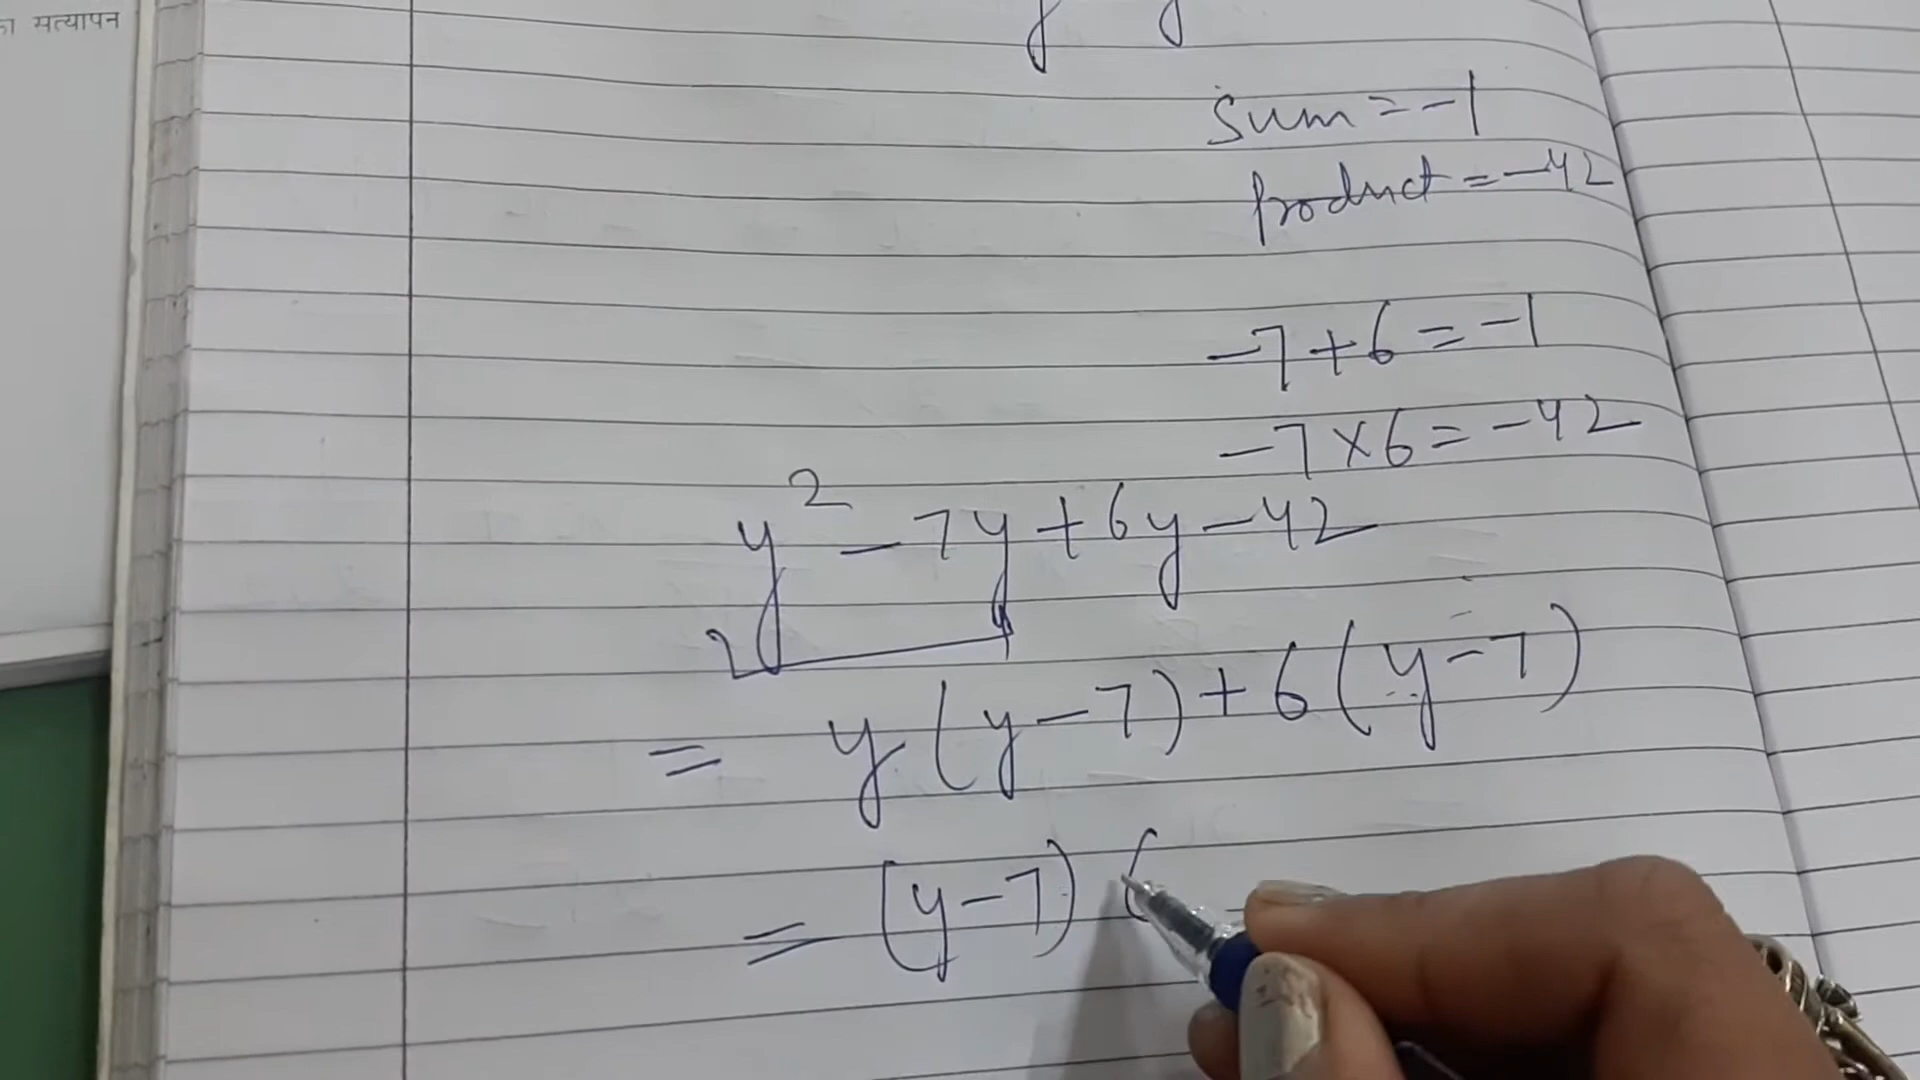 का सत्यापन
sum = -1
product = -42
-7+6 = -1
-7×6 = -42
y² - 7y + 6y - 42
= y(y-7)+6(y-7)
= (y-7)(